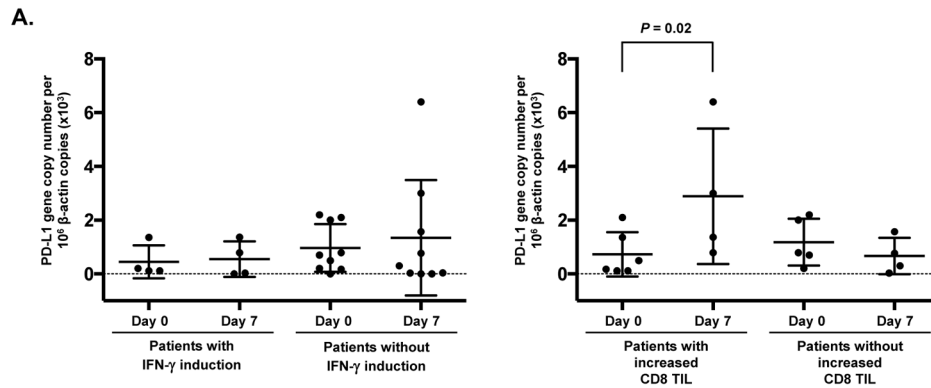 A.
PD-L1 gene copy number per
10⁶ β-actin copies (x10³)
8
6
4
2
0
Day 0
Day 7
Day 0
Day 7
Patients with
IFN-γ induction
Patients without
IFN-γ induction
P = 0.02
PD-L1 gene copy number per
10⁶ β-actin copies (x10³)
8
6
4
2
0
Day 0
Day 7
Day 0
Day 7
Patients with
increased
CD8 TIL
Patients without
increased
CD8 TIL